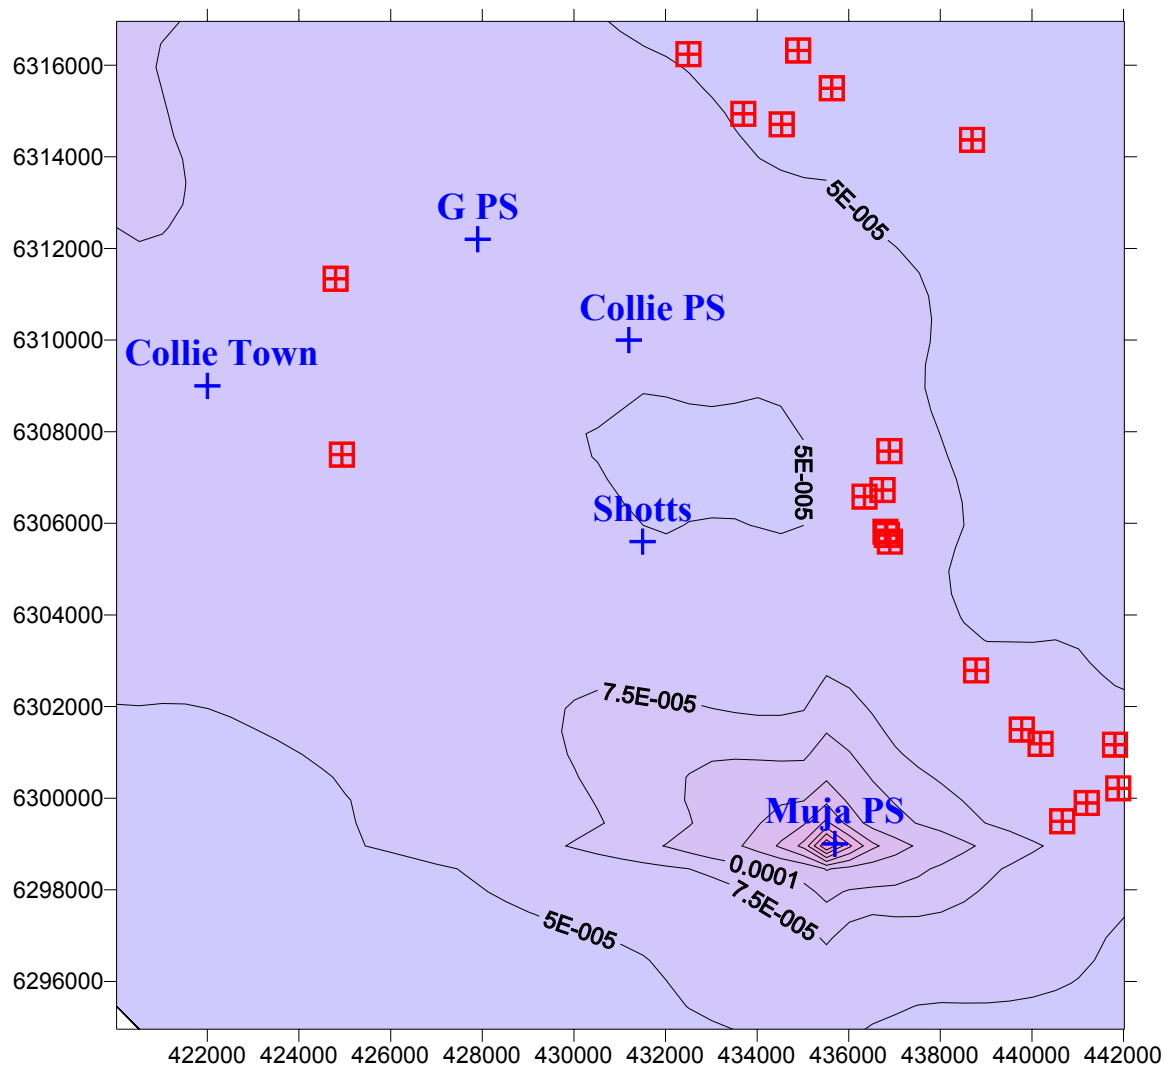 6316000
6314000
6312000
6310000
6308000
6306000
6304000
6302000
6300000
6298000
6296000
5E-005
G PS
Collie PS
Collie Town
5E-005
Shotts
7.5E-005
Muja PS
0.0001
7.5E-005
5E-005
422000 424000 426000 428000 430000 432000 434000 436000 438000 440000 442000